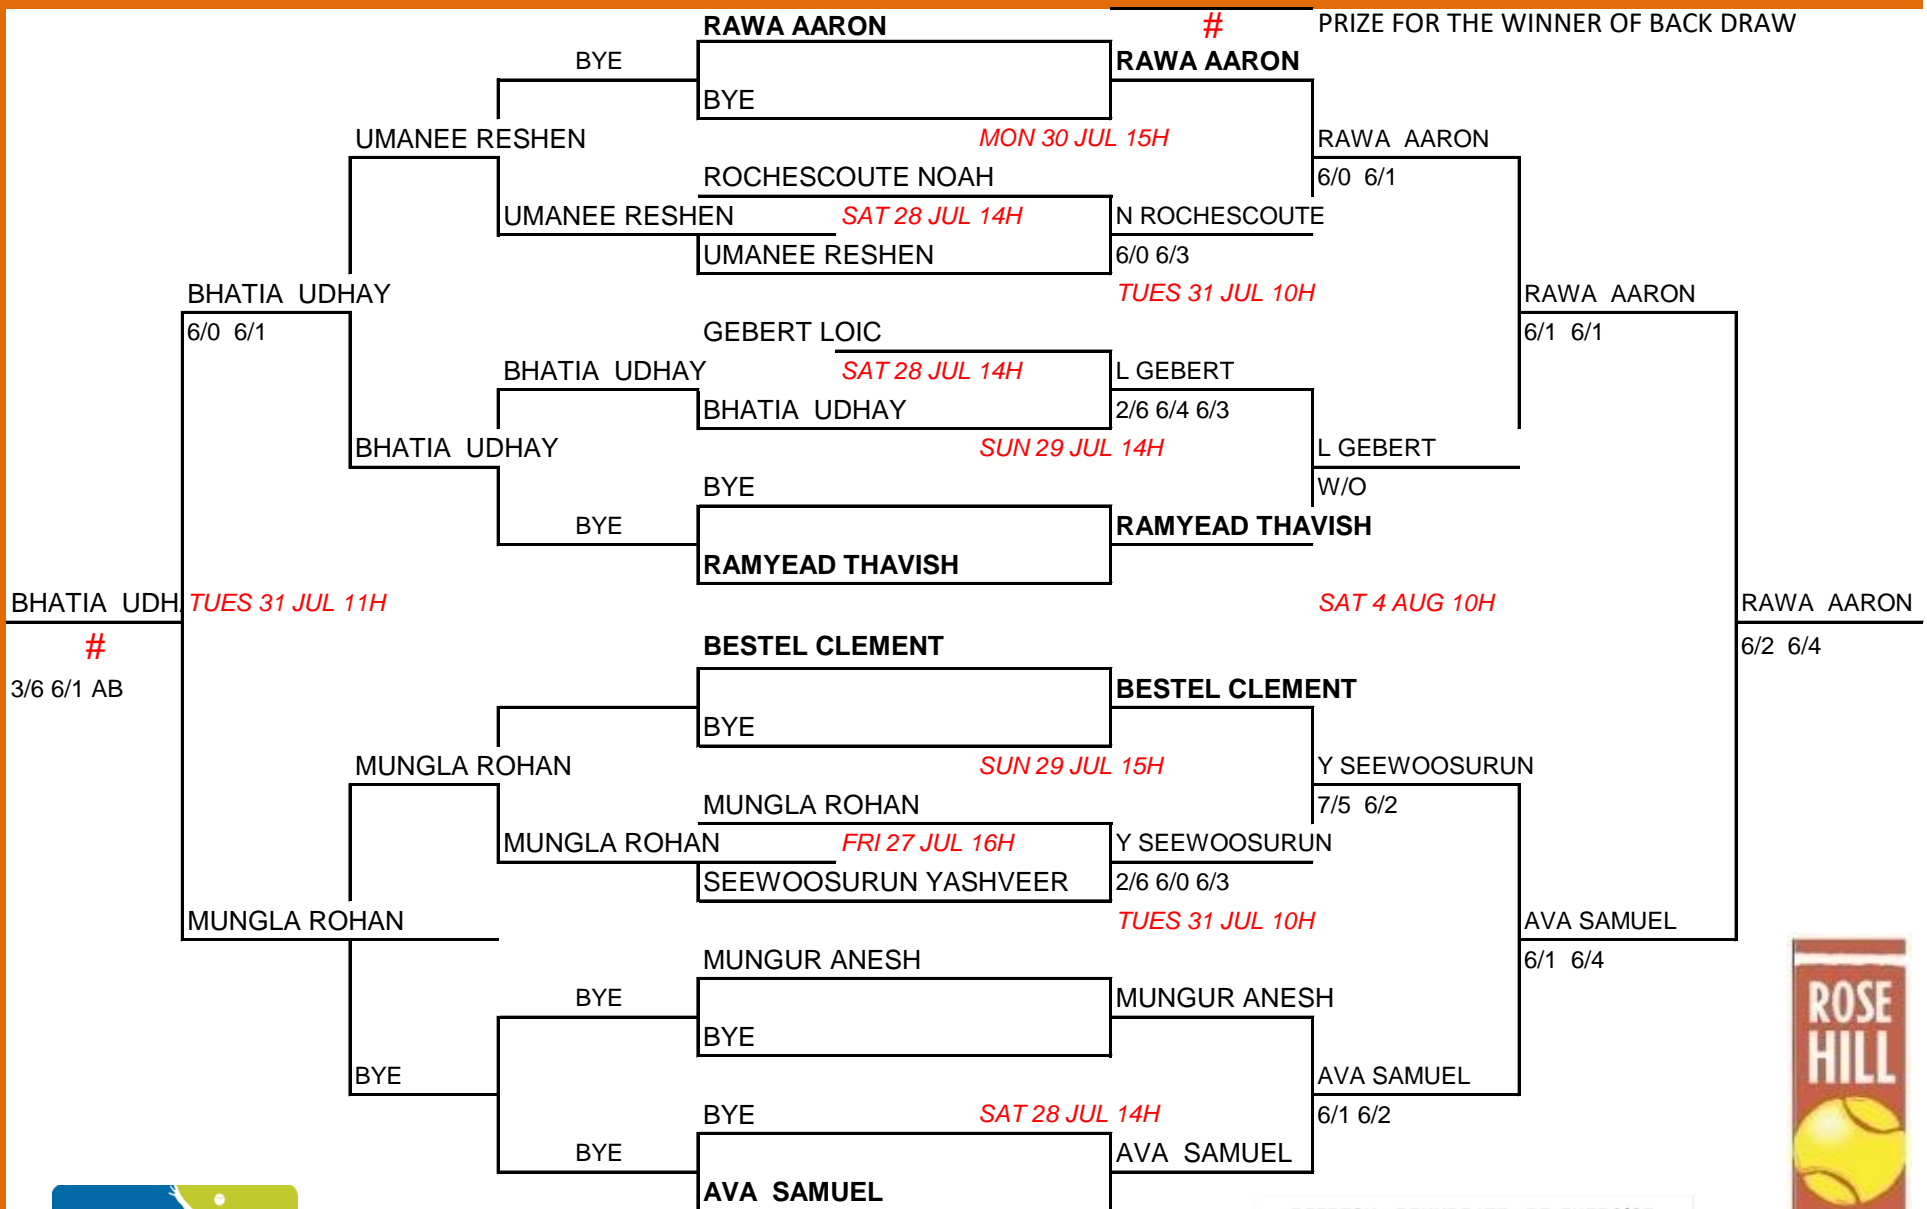 RAWA AARON
# PRIZE FOR THE WINNER OF BACK DRAW
BYE RAWA AARON
BYE
UMANEE RESHEN MON 30 JUL 15H RAWA  AARON
ROCHESCOUTE NOAH 6/0  6/1
UMANEE RESHEN SAT 28 JUL 14H N ROCHESCOUTE
UMANEE RESHEN 6/0 6/3
BHATIA  UDHAY TUES 31 JUL 10H RAWA  AARON
6/0  6/1 GEBERT LOIC 6/1  6/1
BHATIA  UDHAY SAT 28 JUL 14H L GEBERT
BHATIA  UDHAY 2/6 6/4 6/3
BHATIA  UDHAY SUN 29 JUL 14H L GEBERT
BYE W/O
BYE RAMYEAD THAVISH
RAMYEAD THAVISH
BHATIA  UDH TUES 31 JUL 11H SAT 4 AUG 10H RAWA  AARON
# BESTEL CLEMENT 6/2  6/4
3/6 6/1 AB BESTEL CLEMENT
BYE
MUNGLA ROHAN SUN 29 JUL 15H Y SEEWOOSURUN
MUNGLA ROHAN 7/5  6/2
MUNGLA ROHAN FRI 27 JUL 16H Y SEEWOOSURUN
SEEWOOSURUN YASHVEER 2/6 6/0 6/3
MUNGLA ROHAN TUES 31 JUL 10H AVA SAMUEL
MUNGUR ANESH 6/1  6/4
BYE MUNGUR ANESH
BYE
BYE AVA SAMUEL
BYE SAT 28 JUL 14H 6/1 6/2
BYE AVA  SAMUEL
AVA  SAMUEL
ROSE
HILL